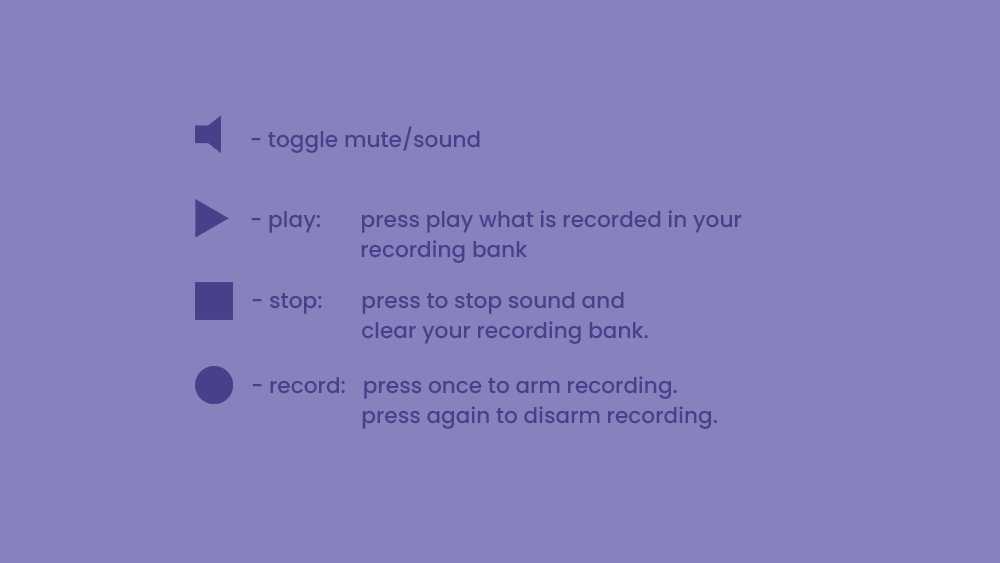 - toggle mute/sound
- play: press play what is recorded in your
recording bank
- stop: press to stop sound and
clear your recording bank.
- record: press once to arm recording.
press again to disarm recording.